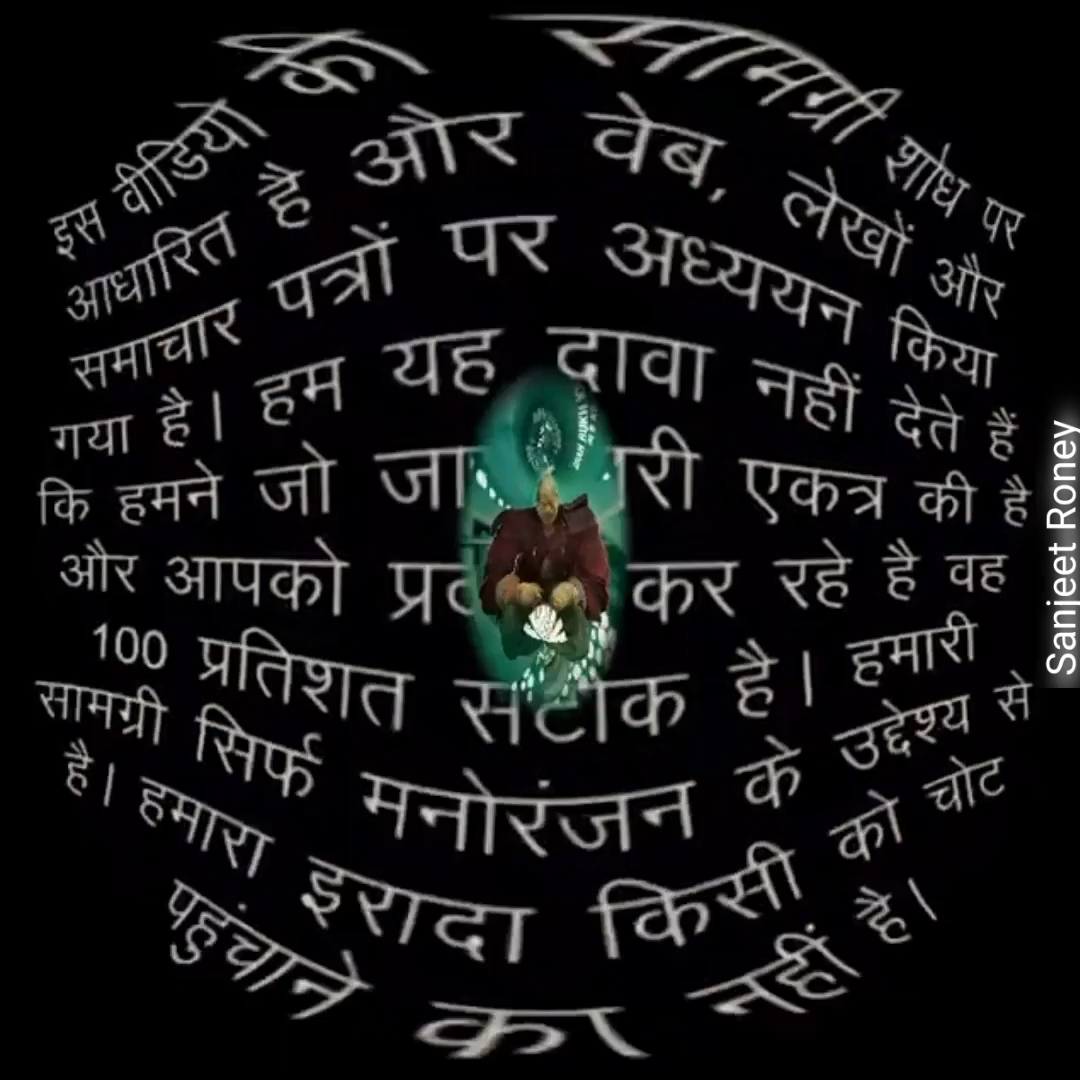 इस वीडियो की सामग्री शोध पर
आधारित है और वेब, लेखों और
समाचार पत्रों पर अध्ययन किया
गया है। हम यह दावा नहीं देते हैं
कि हमने जो एकत्र की है
और आपको कर रहे है वह
100 प्रतिशत सटीक है। हमारी
सामग्री सिर्फ मनोरंजन के उद्देश्य से
है। हमारा इरादा किसी को चोट
पहुंचाने का नहीं है।
Sanjeet Roney